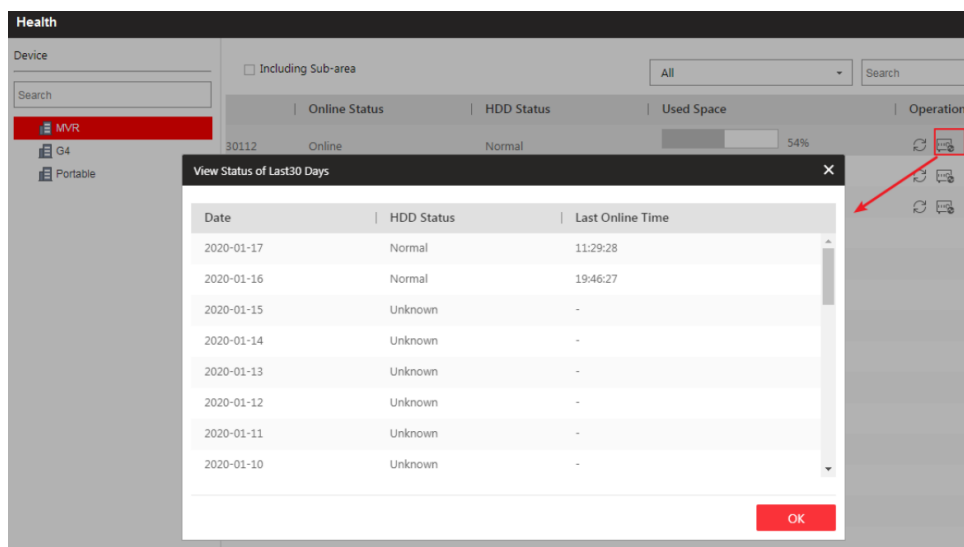 Health
Device
Including Sub-area
All
Search
Search
Online Status
HDD Status
Used Space
Operation
MVR
30112
Online
Normal
54%
G4
Portable
View Status of Last30 Days
Date
HDD Status
Last Online Time
2020-01-17 Normal 11:29:28
2020-01-16 Normal 19:46:27
2020-01-15 Unknown -
2020-01-14 Unknown -
2020-01-13 Unknown -
2020-01-12 Unknown -
2020-01-11 Unknown -
2020-01-10 Unknown -
OK